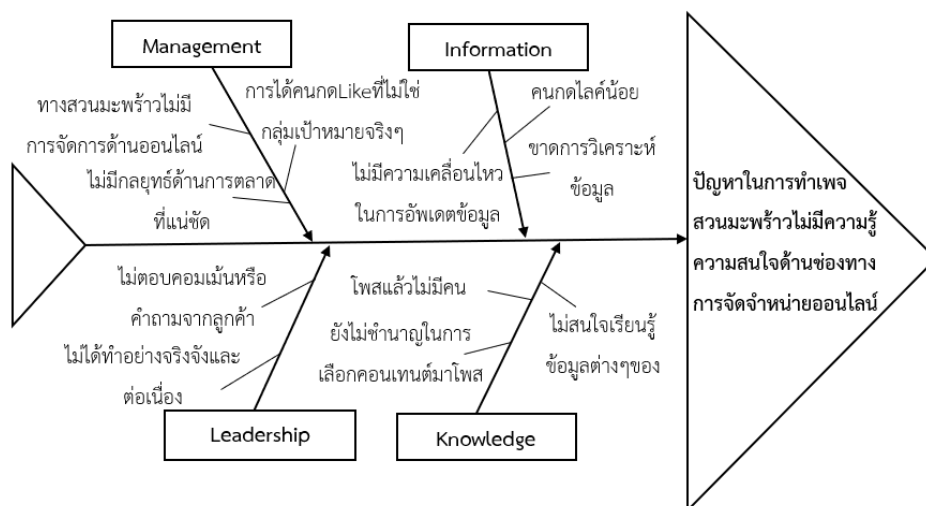 Management
Information
ทางสวนมะพร้าวไม่มี
การจัดการด้านออนไลน์
การได้คนกดLikeที่ไม่ใช่
กลุ่มเป้าหมายจริงๆ
ไม่มีกลยุทธ์ด้านการตลาด
ที่แน่ชัด
คนกดไลค์น้อย
ไม่มีความเคลื่อนไหว
ในการอัพเดตข้อมูล
ขาดการวิเคราะห์
ข้อมูล
ปัญหาในการทำเพจ
สวนมะพร้าวไม่มีความรู้
ความสนใจด้านช่องทาง
การจัดจำหน่ายออนไลน์
ไม่ตอบคอมเม้นหรือ
คำถามจากลูกค้า
ไม่ได้ทำอย่างจริงจังและ
ต่อเนื่อง
โพสแล้วไม่มีคน
ยังไม่ชำนาญในการ
เลือกคอนเทนต์มาโพส
ไม่สนใจเรียนรู้
ข้อมูลต่างๆของ
Leadership
Knowledge